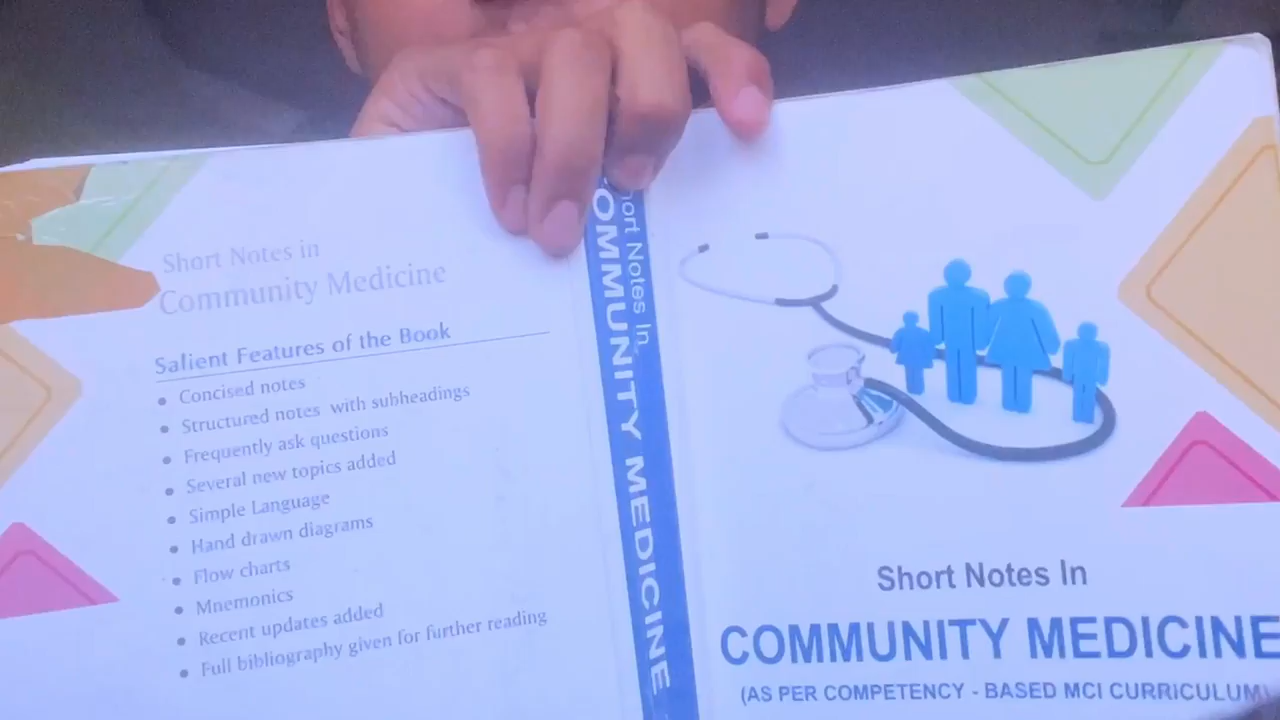 Short Notes in
Community Medicine
Salient Features of the Book
• Concised notes
• Structured notes with subheadings
• Frequently ask questions
• Several new topics added
• Simple Language
• Hand drawn diagrams
• Flow charts
• Mnemonics
• Recent updates added
• Full bibliography given for further reading
hort Notes In
OMMUNITY MEDICINE
Short Notes In
COMMUNITY MEDICINE
(AS PER COMPETENCY - BASED MCI CURRICULUM)